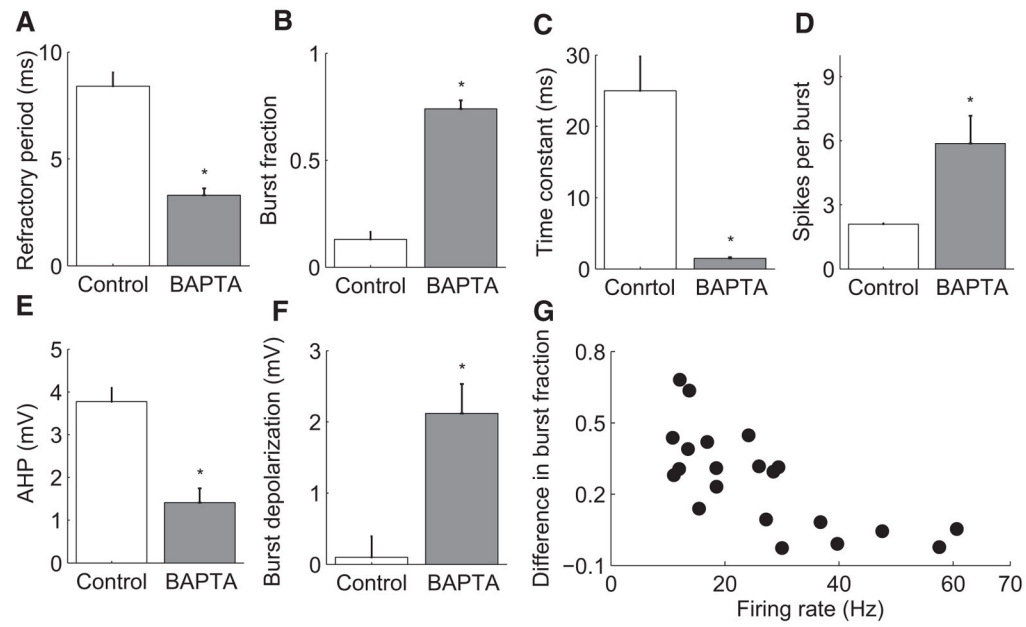 A
Refractory period (ms)
10
5
0
*
Control BAPTA
B
Burst fraction
1
0.5
0
*
Control BAPTA
C
Time constant (ms)
30
20
10
0
*
Conrtol BAPTA
D
Spikes per burst
9
6
3
0
*
Control BAPTA
E
AHP (mV)
5
4
3
2
1
0
*
Control BAPTA
F
Burst depolarization (mV)
3
2
1
0
*
Control BAPTA
G
Difference in burst fraction
0.8
0.5
0.2
−0.1
0 20 40 60 70
Firing rate (Hz)